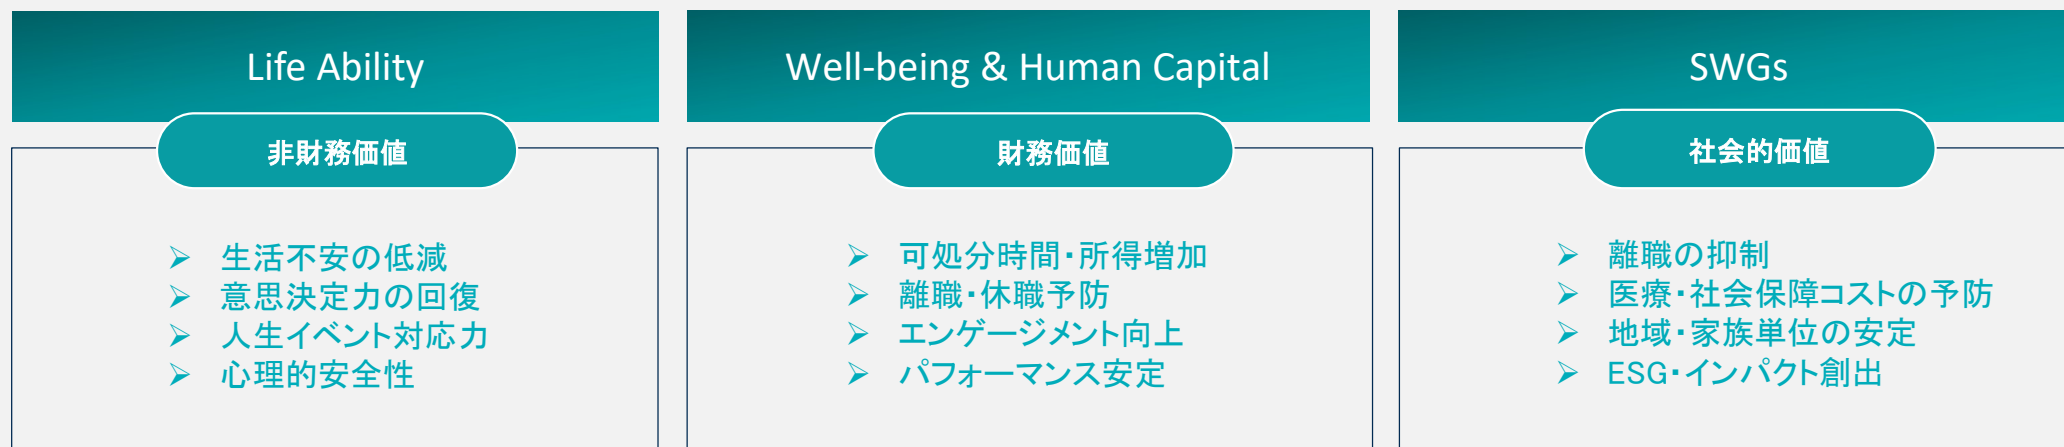 Life Ability
非財務価値
➢ 生活不安の低減
➢ 意思決定力の回復
➢ 人生イベント対応力
➢ 心理的安全性
Well-being & Human Capital
財務価値
➢ 可処分時間・所得増加
➢ 離職・休職予防
➢ エンゲージメント向上
➢ パフォーマンス安定
SWGs
社会的価値
➢ 離職の抑制
➢ 医療・社会保障コストの予防
➢ 地域・家族単位の安定
➢ ESG・インパクト創出